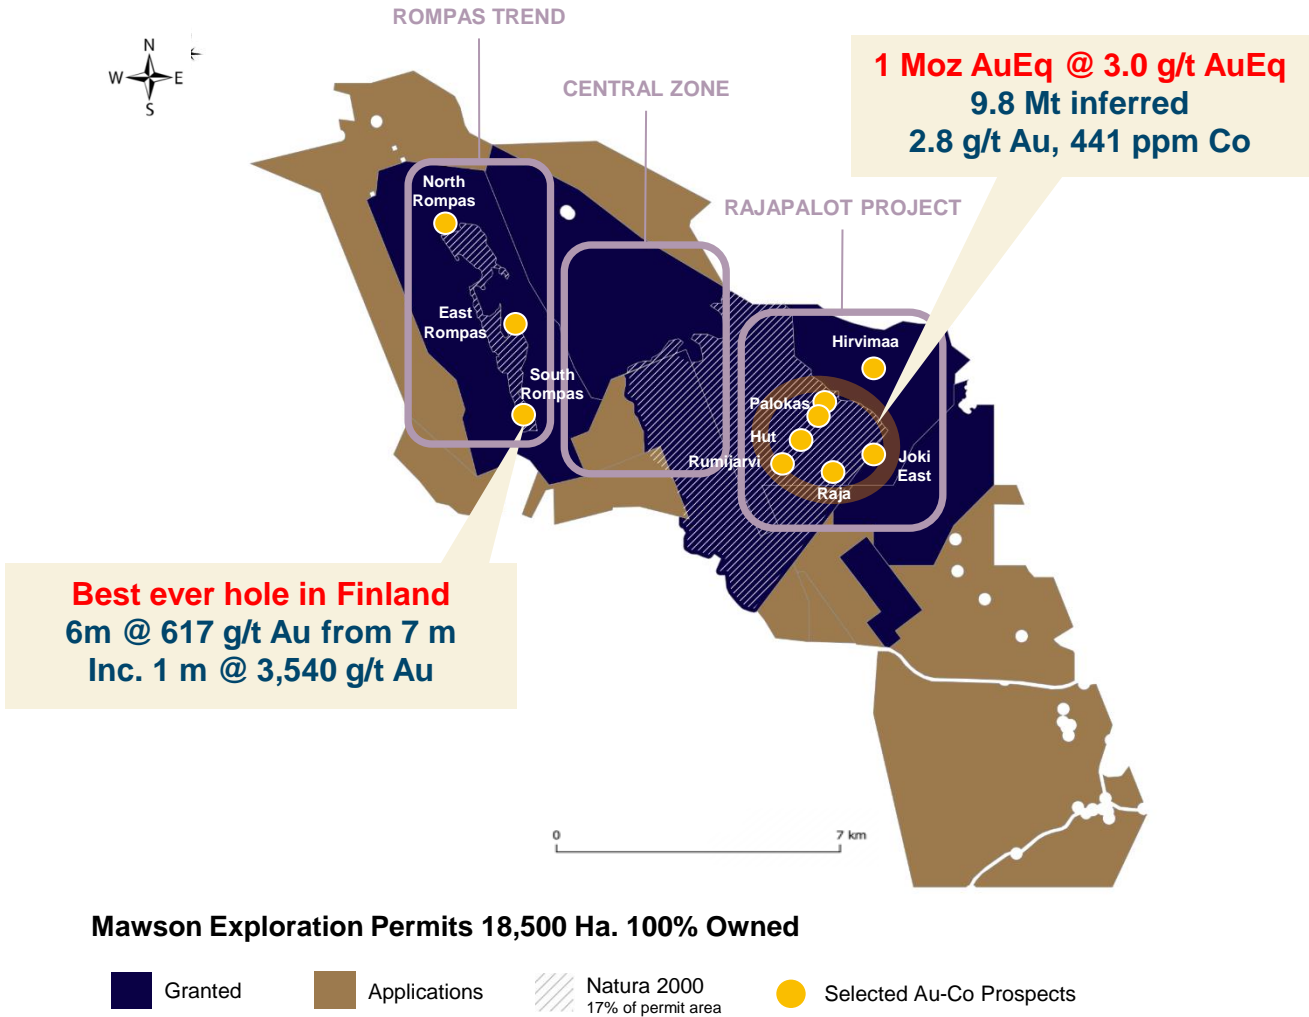 ROMPAS TREND
N
W
E
S
CENTRAL ZONE
1 Moz AuEq @ 3.0 g/t AuEq
9.8 Mt inferred
2.8 g/t Au, 441 ppm Co
RAJAPALOT PROJECT
North
Rompas
East
Rompas
South
Rompas
Hirvimaa
Palokas
Hut
Rumijarvi
Joki
East
Raja
Best ever hole in Finland
6m @ 617 g/t Au from 7 m
Inc. 1 m @ 3,540 g/t Au
0
7 km
Mawson Exploration Permits 18,500 Ha. 100% Owned
Granted
Applications
Natura 2000
17% of permit area
Selected Au-Co Prospects